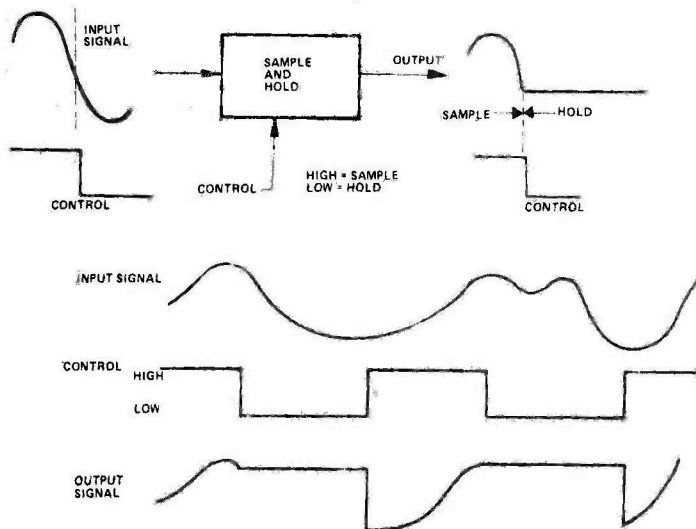 INPUT
SIGNAL
SAMPLE
AND
HOLD
OUTPUT
SAMPLE
HOLD
CONTROL
CONTROL
HIGH = SAMPLE
LOW = HOLD
CONTROL
INPUT SIGNAL
CONTROL
HIGH
LOW
OUTPUT
SIGNAL